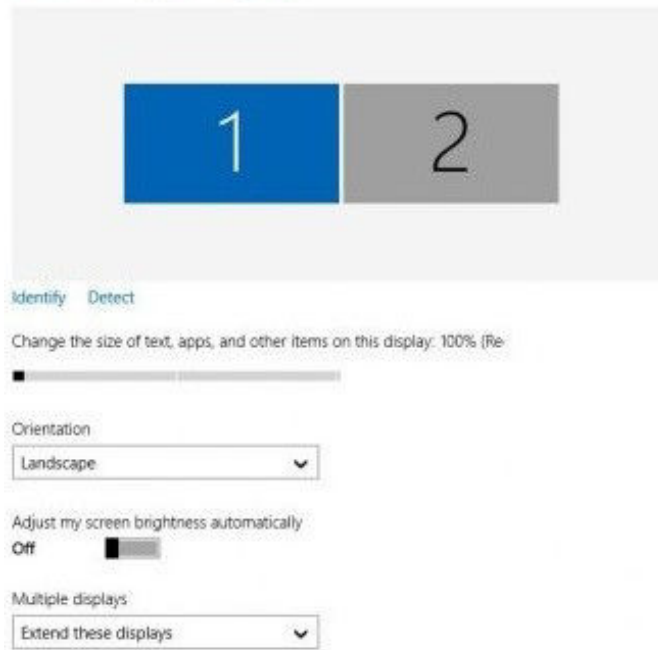 1 2
Identify Detect
Change the size of text, apps, and other items on this display: 100% (Re
Orientation
Landscape
Adjust my screen brightness automatically
Off
Multiple displays
Extend these displays